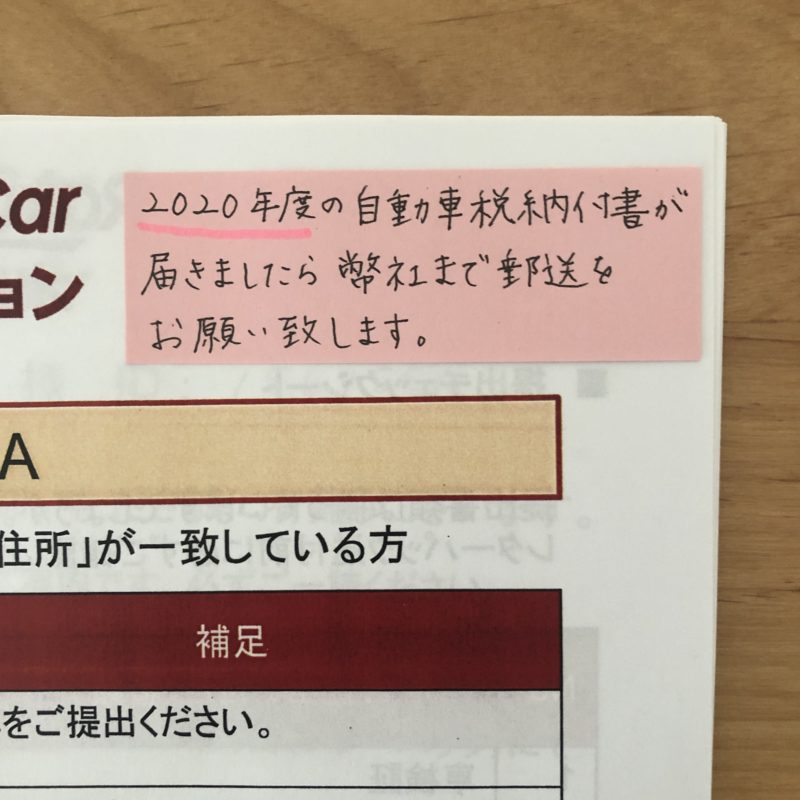 Car
ョン
2020年度の自動車税納付書が
届きましたら幣社まで郵送を
お願い致します。
A
住所」が一致している方
補足
をご提出ください。